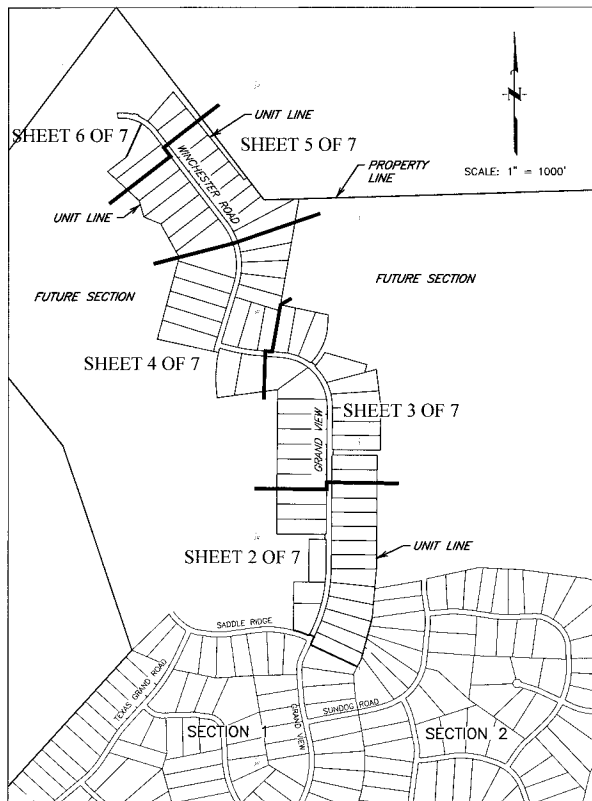 UNIT LINE
SHEET 6 OF 7
SHEET 5 OF 7
N
WINCHESTER ROAD
PROPERTY
LINE
SCALE: 1" = 1000'
UNIT LINE
FUTURE SECTION
FUTURE SECTION
SHEET 4 OF 7
SHEET 3 OF 7
GRAND VIEW
SHEET 2 OF 7
UNIT LINE
SADDLE RIDGE
TEXAS GRAND ROAD
GRAND VIEW
SUNDOG ROAD
SECTION 1
SECTION 2